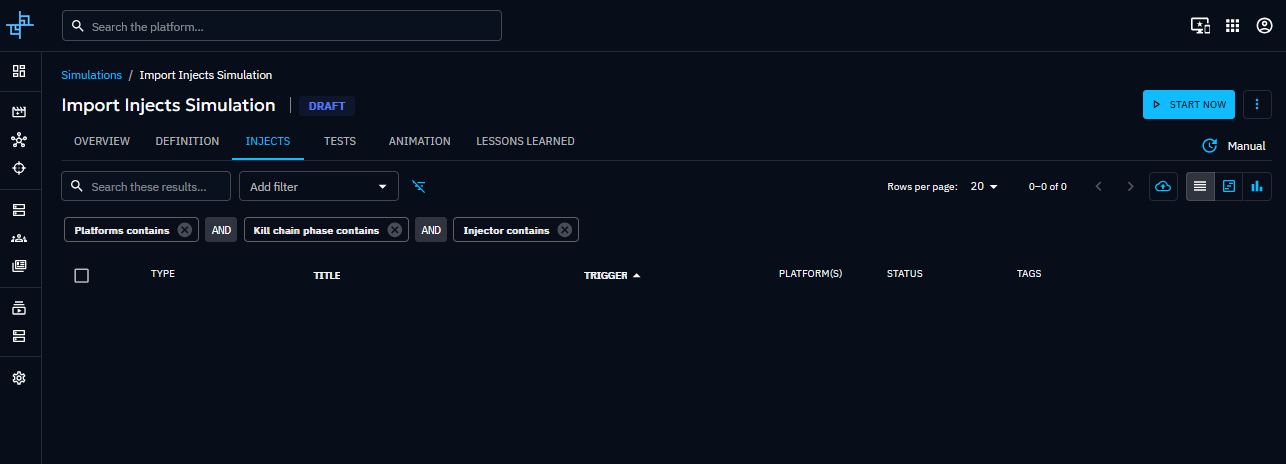 Search the platform...
Simulations / Import Injects Simulation
Import Injects Simulation DRAFT START NOW
OVERVIEW DEFINITION INJECTS TESTS ANIMATION LESSONS LEARNED Manual
Search these results... Add filter Rows per page: 20 0–0 of 0
Platforms contains AND Kill chain phase contains AND Injector contains
TYPE TITLE TRIGGER PLATFORM(S) STATUS TAGS